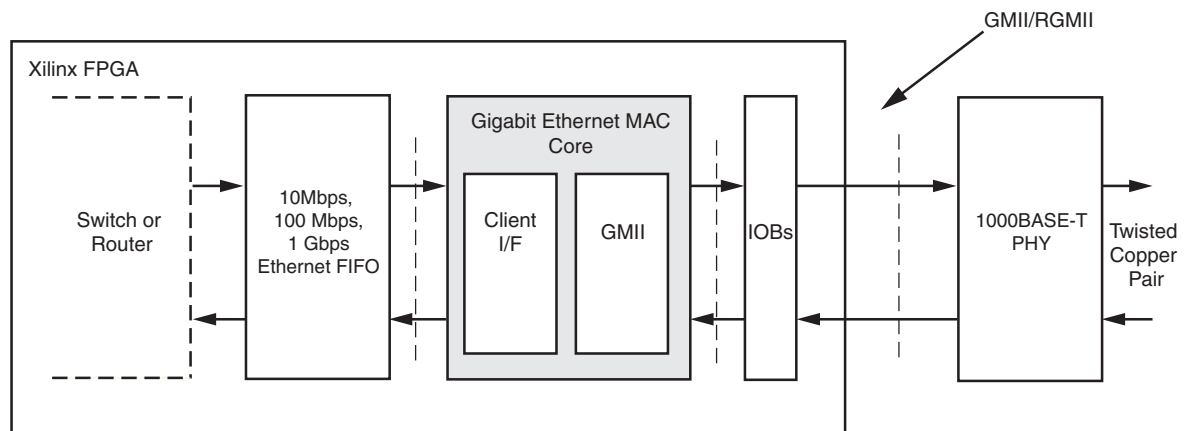 GMII/RGMII
Xilinx FPGA
Gigabit Ethernet MAC
Core
Switch or
Router
10Mbps,
100 Mbps,
1 Gbps
Ethernet FIFO
Client
I/F
GMII
IOBs
1000BASE-T
PHY
Twisted
Copper
Pair